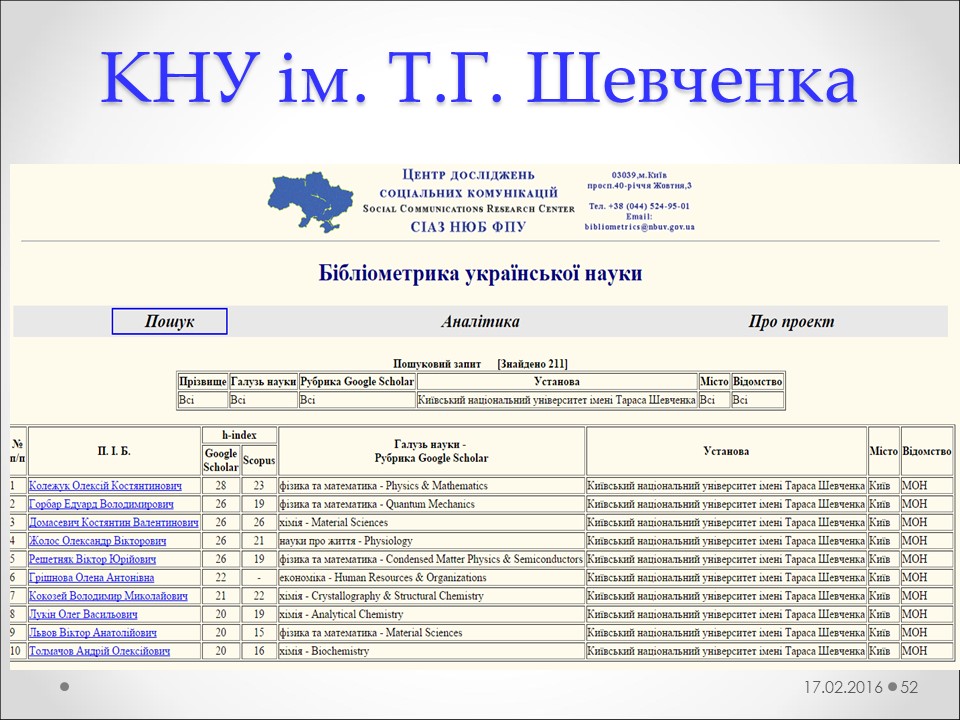 КНУ ім. Т.Г. Шевченка
Центр досліджень
соціальних комунікацій
Social Communications Research Center
СІАЗ НЮБ ФПУ
03039,м.Київ
просп.40-річчя Жовтня,3
Тел. +38 (044) 524-95-01
Email:
bibliometrics@nbuv.gov.ua
Бібліометрика української науки
Пошук Аналітика Про проект
Пошуковий запит [Знайдено 211]
Прізвище Галузь науки Рубрика Google Scholar Установа Місто Відомство
Всі Всі Всі Київський національний університет імені Тараса Шевченка Всі Всі
№ п/п П. І. Б. h-index Google Scholar Scopus Галузь науки - Рубрика Google Scholar Установа Місто Відомство
1 Колежук Олексій Костянтинович 28 23 фізика та математика - Physics & Mathematics Київський національний університет імені Тараса Шевченка Київ МОН
2 Горбар Едуард Володимирович 26 19 фізика та математика - Quantum Mechanics Київський національний університет імені Тараса Шевченка Київ МОН
3 Домасевич Костянтин Валентинович 26 26 хімія - Material Sciences Київський національний університет імені Тараса Шевченка Київ МОН
4 Жолос Олександр Вікторович 26 21 науки про життя - Physiology Київський національний університет імені Тараса Шевченка Київ МОН
5 Решетняк Віктор Юрійович 26 19 фізика та математика - Condensed Matter Physics & Semiconductors Київський національний університет імені Тараса Шевченка Київ МОН
6 Грішнова Олена Антонівна 22 - економіка - Human Resources & Organizations Київський національний університет імені Тараса Шевченка Київ МОН
7 Кокозей Володимир Миколайович 21 22 хімія - Crystallography & Structural Chemistry Київський національний університет імені Тараса Шевченка Київ МОН
8 Лукін Олег Васильович 20 19 хімія - Analytical Chemistry Київський національний університет імені Тараса Шевченка Київ МОН
9 Львов Віктор Анатолійович 20 15 фізика та математика - Material Sciences Київський національний університет імені Тараса Шевченка Київ МОН
10 Толмачов Андрій Олексійович 20 16 хімія - Biochemistry Київський національний університет імені Тараса Шевченка Київ МОН
17.02.2016 52